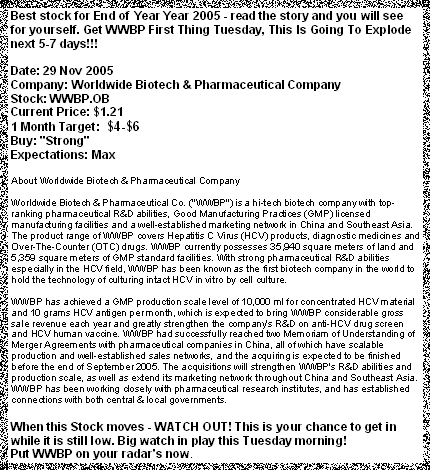 Best stock for End of Year Year 2005 - read the story and you will see
for yourself. Get WWBP First Thing Tuesday, This Is Going To Explode
next 5-7 days!!!
Date: 29 Nov 2005
Company: Worldwide Biotech & Pharmaceutical Company
Stock: WWBP.OB
Current Price: $1.21
1 Month Target: $4-$6
Buy: "Strong"
Expectations: Max
About Worldwide Biotech & Pharmaceutical Company
Worldwide Biotech & Pharmaceutical Co. ("WWBP") is a hi-tech biotech company with top-
ranking pharmaceutical R&D abilities, Good Manufacturing Practices (GMP) licensed
manufacturing facilities and a well-established marketing network in China and Southeast Asia.
The product range of WWBP covers Hepatitis C Virus (HCV) products, diagnostic medicines and
Over-The-Counter (OTC) drugs. WWBP currently possesses 35,940 square meters of land and
5,359 square meters of GMP standard facilities. With strong pharmaceutical R&D abilities
especially in the HCV field, WWBP has been known as the first biotech company in the world to
hold the technology of culturing intact HCV in vitro by cell culture.
WWBP has achieved a GMP production scale level of 10,000 ml for concentrated HCV material
and 10 grams HCV antigen per month, which is expected to bring WWBP considerable gross
sale revenue each year and greatly strengthen the company's R&D on anti-HCV drug screen
and HCV human vaccine. WWBP had successfully reached two Memoram of Understanding of
Merger Agreements with pharmaceutical companies in China, all of which have scalable
production and well-established sales networks, and the acquiring is expected to be finished
before the end of September 2005. The acquisitions will strengthen WWBP's R&D abilities and
production scale, as well as extend its marketing network throughout China and Southeast Asia.
WWBP has been working closely with pharmaceutical research institutes, and has established
connections with both central & local governments.
When this Stock moves - WATCH OUT! This is your chance to get in
while it is still low. Big watch in play this Tuesday morning!
Put WWBP on your radar's now.